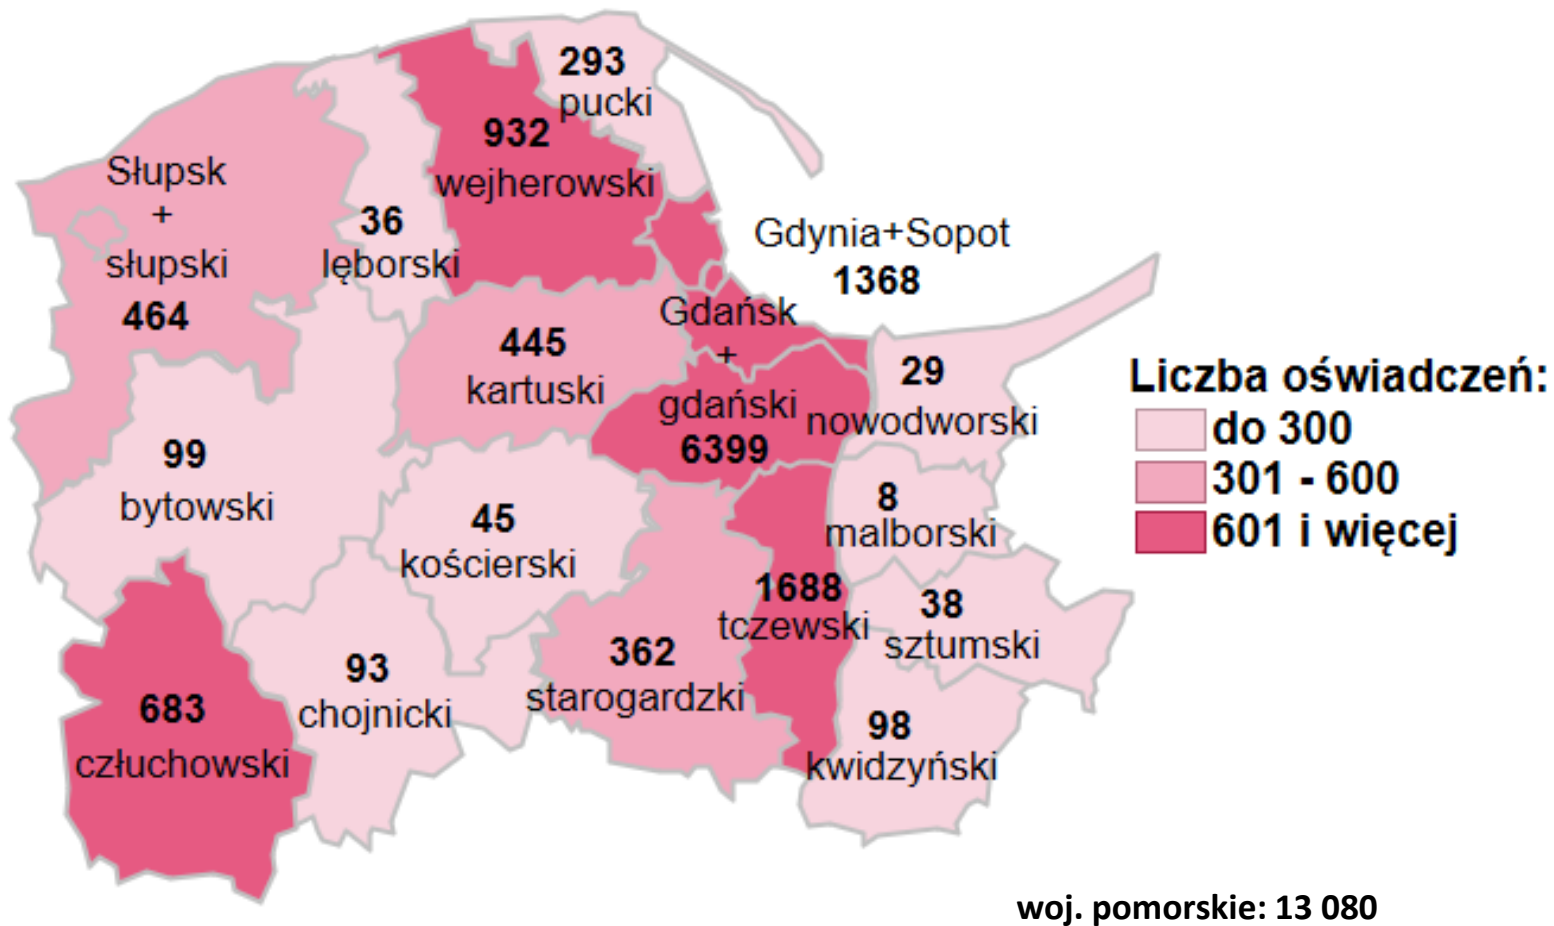 293
pucki
932
wejherowski
Słupsk
+
słupski
464
36
lęborski
Gdynia+Sopot
1368
445
kartuski
Gdańsk
+
gdański
6399
29
nowodworski
99
bytowski
45
kościerski
8
malborski
1688
tczewski
38
sztumski
683
człuchowski
93
chojnicki
362
starogardzki
98
kwidzyński
Liczba oświadczeń:
do 300
301 - 600
601 i więcej
woj. pomorskie: 13 080